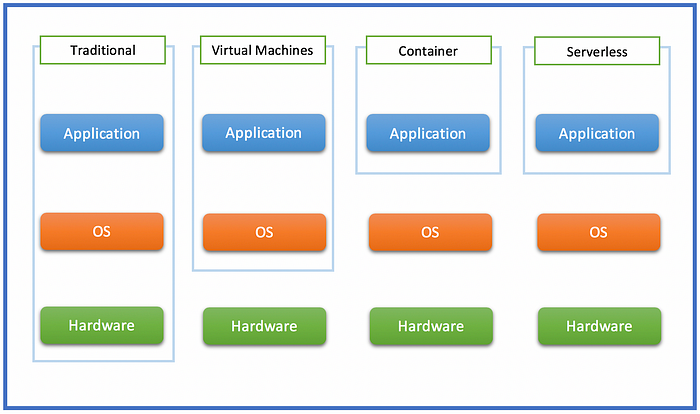 Traditional
Virtual Machines
Container
Serverless
Application
Application
Application
Application
OS
OS
OS
OS
Hardware
Hardware
Hardware
Hardware